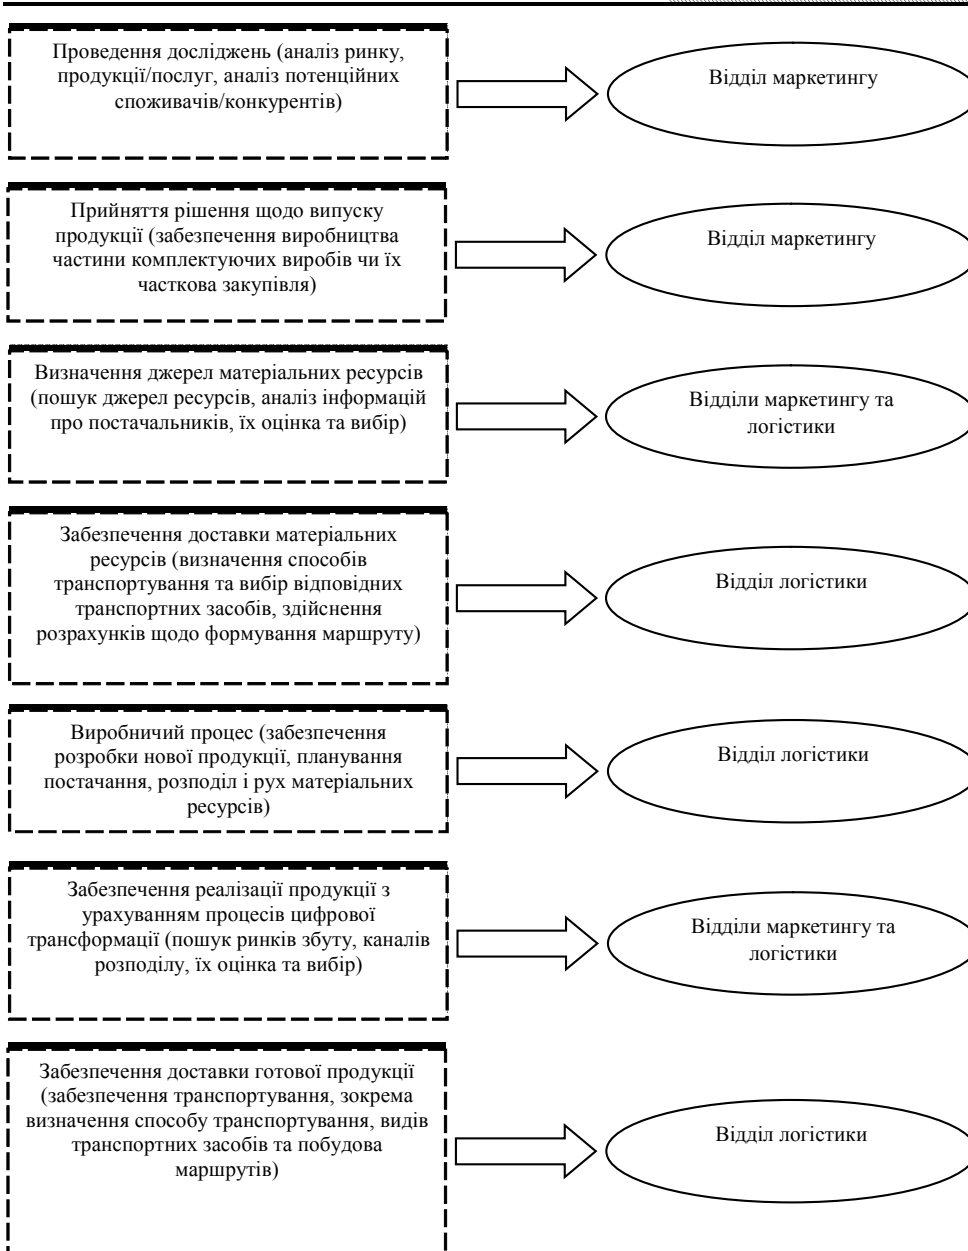 Проведення досліджень (аналіз ринку,
продукції/послуг, аналіз потенційних
споживачів/конкурентів)
Відділ маркетингу
Прийняття рішення щодо випуску
продукції (забезпечення виробництва
частини комплектуючих виробів чи їх
часткова закупівля)
Відділ маркетингу
Визначення джерел матеріальних ресурсів
(пошук джерел ресурсів, аналіз інформацій
про постачальників, їх оцінка та вибір)
Відділи маркетингу та
логістики
Забезпечення доставки матеріальних
ресурсів (визначення способів
транспортування та вибір відповідних
транспортних засобів, здійснення
розрахунків щодо формування маршруту)
Відділ логістики
Виробничий процес (забезпечення
розробки нової продукції, планування
постачання, розподіл і рух матеріальних
ресурсів)
Відділ логістики
Забезпечення реалізації продукції з
урахуванням процесів цифрової
трансформації (пошук ринків збуту, каналів
розподілу, їх оцінка та вибір)
Відділи маркетингу та
логістики
Забезпечення доставки готової продукції
(забезпечення транспортування, зокрема
визначення способу транспортування, видів
транспортних засобів та побудова
маршрутів)
Відділ логістики